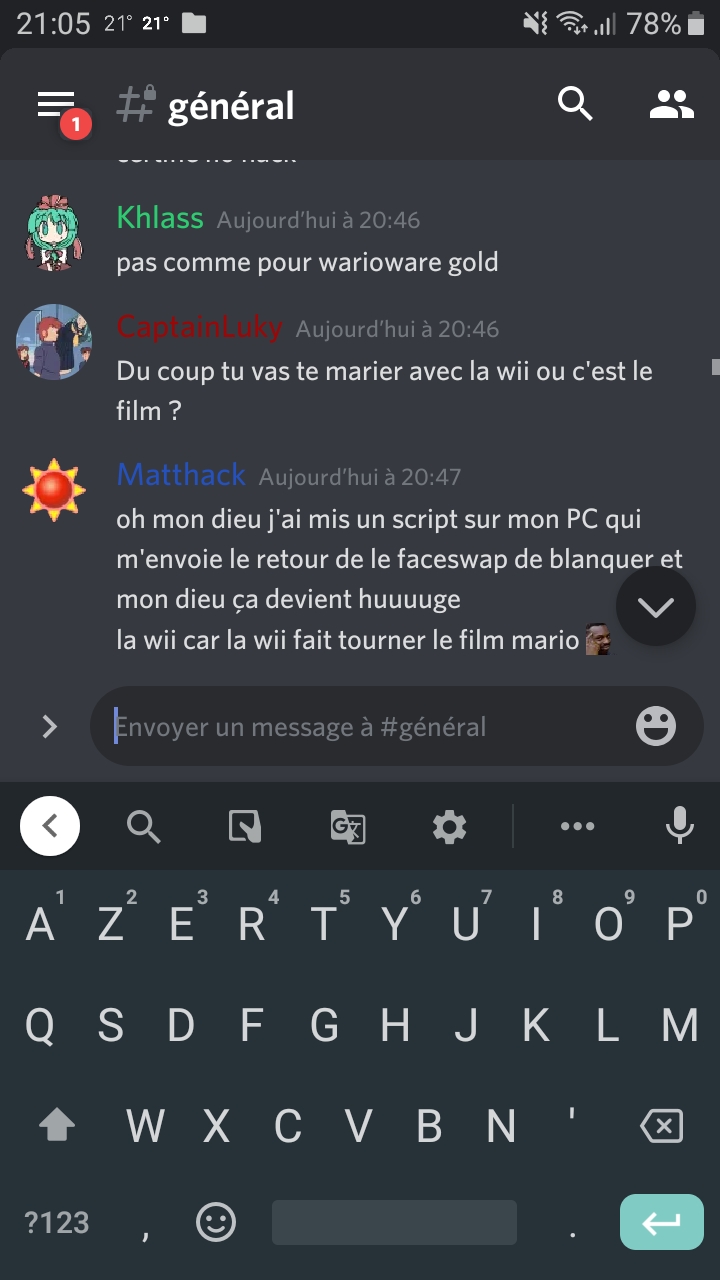 21:05 21° 21° 78%
1
# général
Khlass Aujourd'hui à 20:46
pas comme pour warioware gold
CaptainLuky Aujourd'hui à 20:46
Du coup tu vas te marier avec la wii ou c'est le
film ?
Matthack Aujourd'hui à 20:47
oh mon dieu j'ai mis un script sur mon PC qui
m'envoie le retour de le faceswap de blanquer et
mon dieu ça devient huuuuge
la wii car la wii fait tourner le film mario
Envoyer un message à #général
1 2 3 4 5 6 7 8 9 0
A Z E R T Y U I O P
Q S D F G H J K L M
W X C V B N '
?123 , .